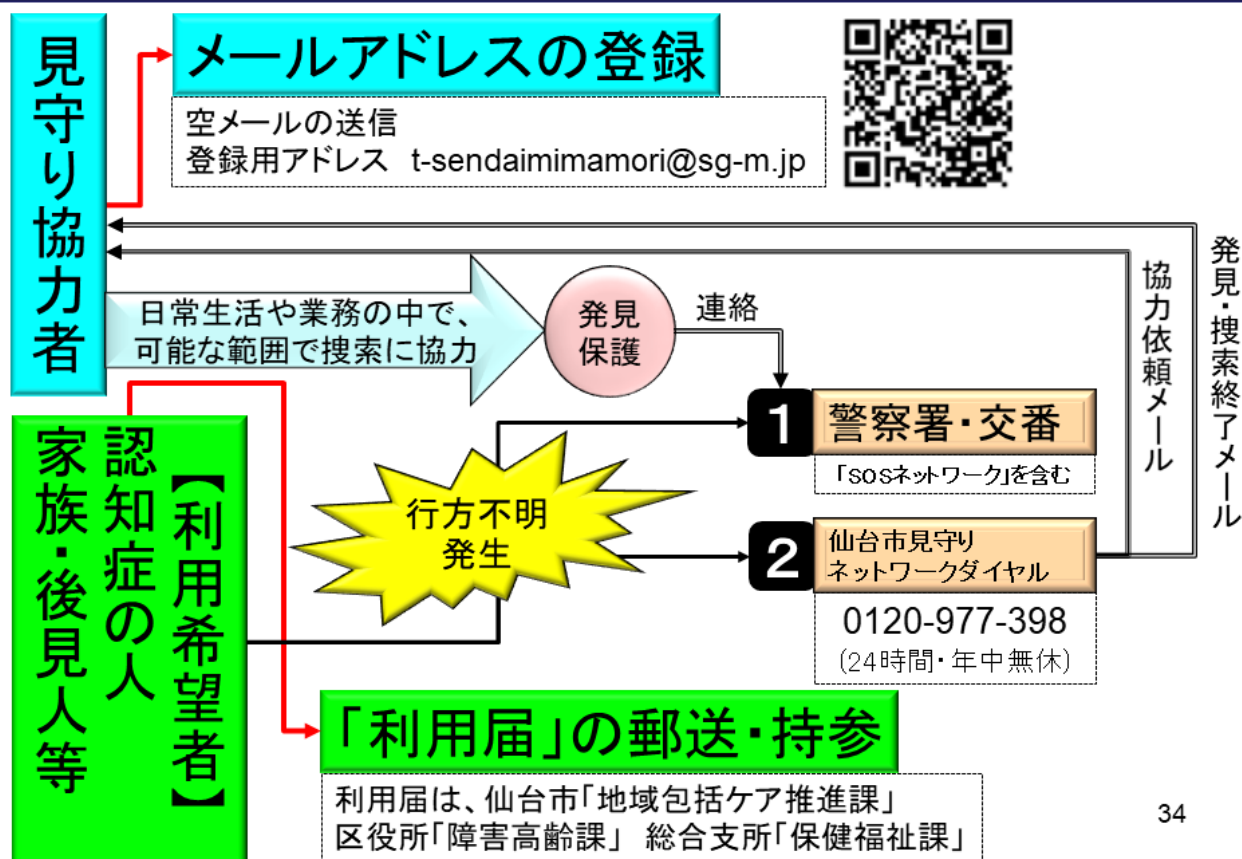 見守り協力者
メールアドレスの登録
空メールの送信
登録用アドレス t-sendaimimamori@sg-m.jp
日常生活や業務の中で、
可能な範囲で捜索に協力
発見
保護
連絡
協力依頼メール
発見・捜索終了メール
1
警察署・交番
「SOSネットワーク」を含む
【利用希望者】
認知症の人
家族・後見人等
行方不明
発生
2
仙台市見守り
ネットワークダイヤル
0120-977-398
(24時間・年中無休)
「利用届」の郵送・持参
利用届は、仙台市「地域包括ケア推進課」
区役所「障害高齢課」 総合支所「保健福祉課」
34